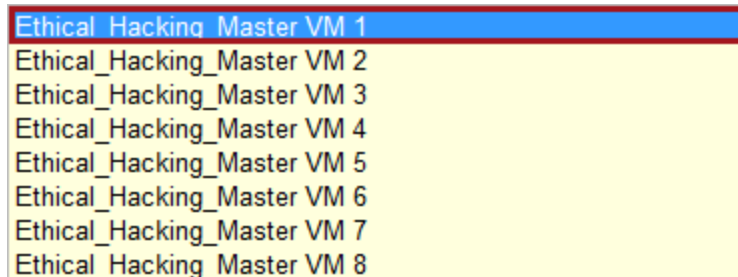 Ethical_Hacking_Master VM 1
Ethical_Hacking_Master VM 2
Ethical_Hacking_Master VM 3
Ethical_Hacking_Master VM 4
Ethical_Hacking_Master VM 5
Ethical_Hacking_Master VM 6
Ethical_Hacking_Master VM 7
Ethical_Hacking_Master VM 8